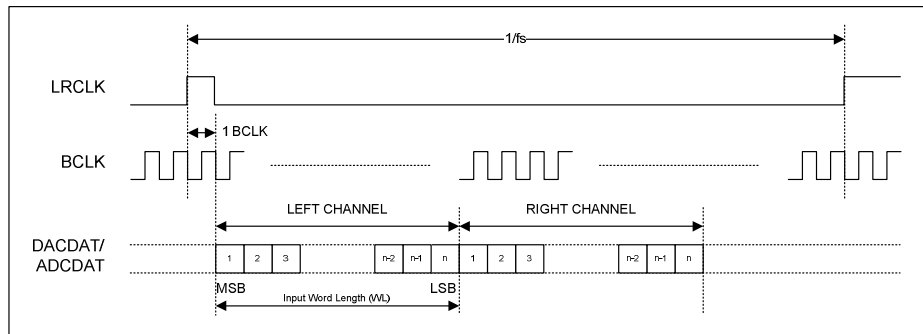 1/fs
LRCLK
1 BCLK
BCLK
LEFT CHANNEL RIGHT CHANNEL
DACDAT/
ADCDAT
1 2 3 n-2 n-1 n 1 2 3 n-2 n-1 n
MSB LSB
Input Word Length (WL)